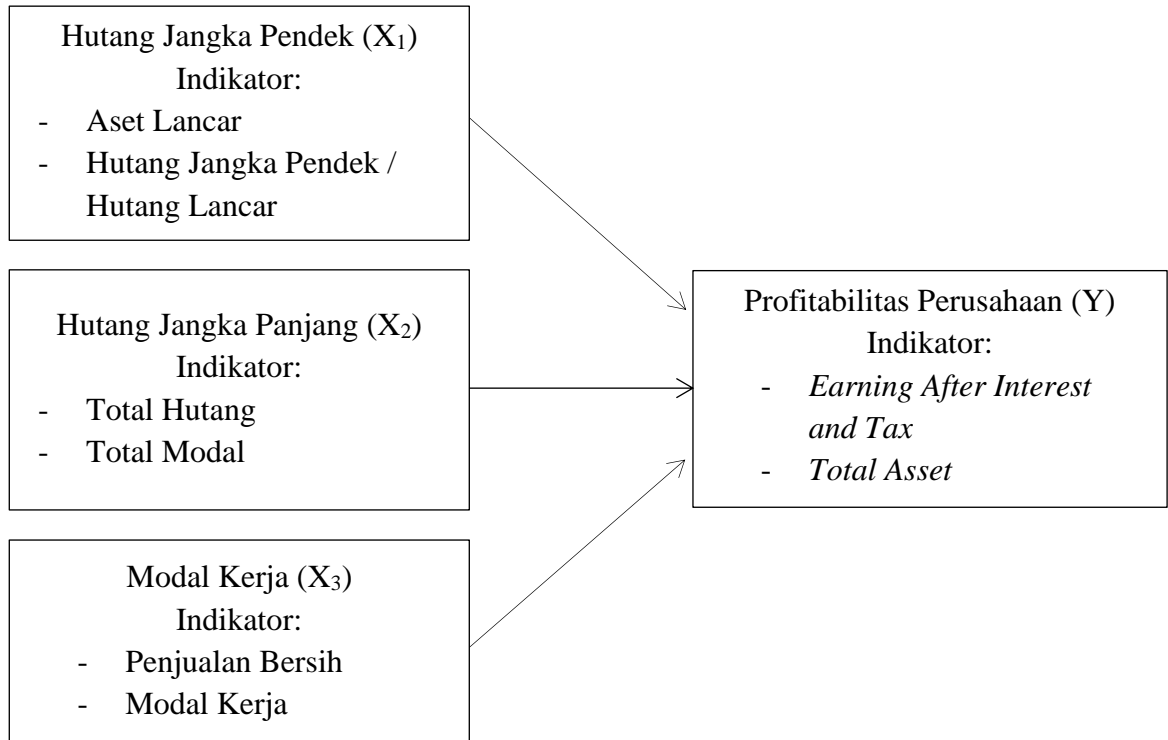 Hutang Jangka Pendek (X₁)
Indikator:
- Aset Lancar
- Hutang Jangka Pendek /
Hutang Lancar
Hutang Jangka Panjang (X₂)
Indikator:
- Total Hutang
- Total Modal
Modal Kerja (X₃)
Indikator:
- Penjualan Bersih
- Modal Kerja
Profitabilitas Perusahaan (Y)
Indikator:
- Earning After Interest
and Tax
- Total Asset